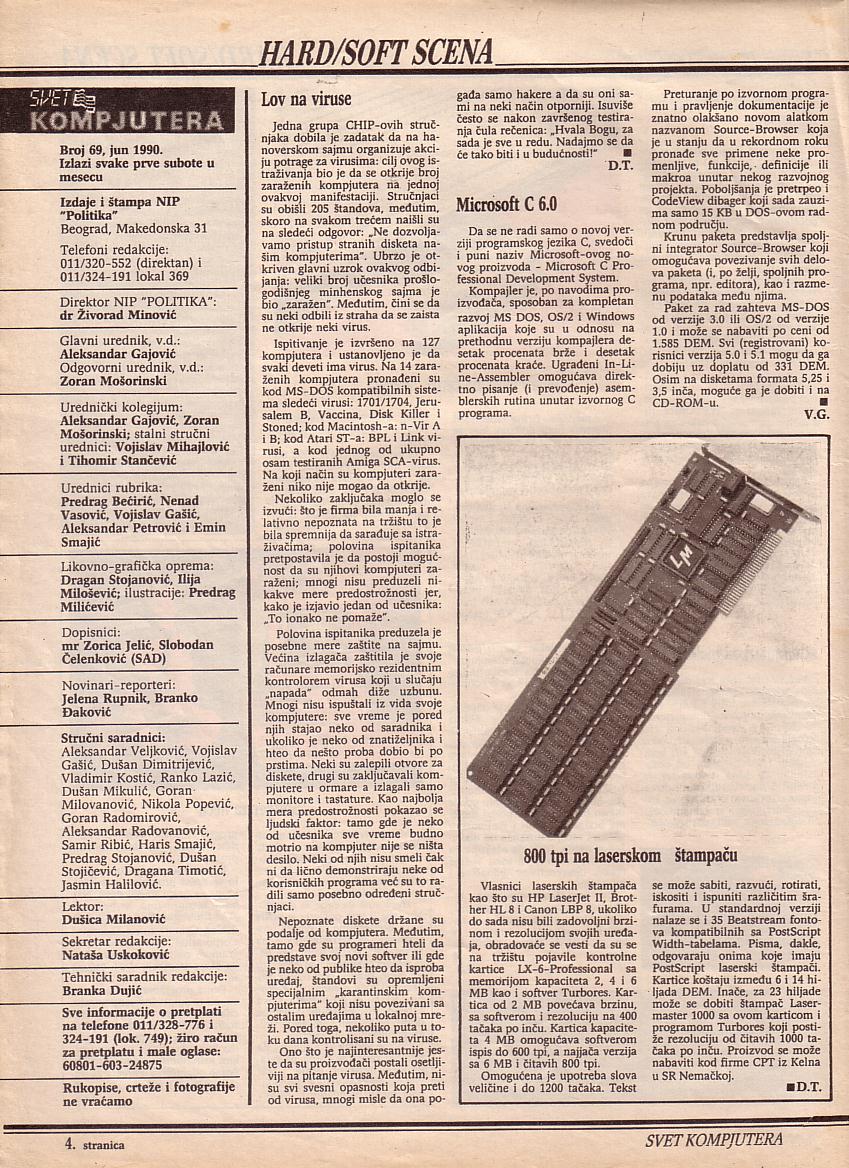 HARD/SOFT SCENA
SVET
KOMPJUTERA
Broj 69, jun 1990.
Izlazi svake prve subote u
mesecu
Izdaje i štampa NIP
"Politika"
Beograd, Makedonska 31
Telefoni redakcije:
011/320-552 (direktan) i
011/324-191 lokal 369
Direktor NIP "POLITIKA":
dr Živorad Minović
Glavni urednik, v.d.:
Aleksandar Gajović
Odgovorni urednik, v.d.:
Zoran Mošorinski
Urednički kolegijum:
Aleksandar Gajović, Zoran
Mošorinski; stalni stručni
urednici: Vojislav Mihajlović
i Tihomir Stančević
Urednici rubrika:
Predrag Bećirić, Nenad
Vasović, Vojislav Gašić,
Aleksandar Petrović i Emin
Smajić
Likovno-grafička oprema:
Dragan Stojanović, Ilija
Milošević; ilustracije: Predrag
Milićević
Dopisnici:
mr Zorica Jelić, Slobodan
Čelenković (SAD)
Novinari-reporteri:
Jelena Rupnik, Branko
Đaković
Stručni saradnici:
Aleksandar Veljković, Vojislav
Gašić, Dušan Dimitrijević,
Vladimir Kostić, Ranko Lazić,
Dušan Mikulić, Goran
Milovanović, Nikola Popević,
Goran Radomirović,
Aleksandar Radovanović,
Samir Ribić, Haris Smajić,
Predrag Stojanović, Dušan
Stojičević, Dragana Timotić,
Jasmin Halilović.
Lektor:
Dušica Milanović
Sekretar redakcije:
Nataša Uskoković
Tehnički saradnik redakcije:
Branka Dujić
Sve informacije o pretplati
na telefone 011/328-776 i
324-191 (lok. 749); žiro račun
za pretplatu i male oglase:
60801-603-24875
Rukopise, crteže i fotografije
ne vraćamo
Lov na viruse
Jedna grupa CHIP-ovih struč-
njaka dobila je zadatak da na ha-
noverskom sajmu organizuje akci-
ju potrage za virusima: cilj ovog is-
traživanja bio je da se otkrije broj
zaraženih kompjutera na jednoj
ovakvoj manifestaciji. Stručnjaci
su obišli 205 štandova, međutim,
skoro na svakom trećem naišli su
na sledeći odgovor: „Ne dozvolja-
vamo pristup stranih disketa na-
šim kompjuterima". Ubrzo je ot-
kriven glavni uzrok ovakvog odbi-
janja: veliki broj učesnika prošlo-
godišnjeg minhenskog sajma je
bio „zaražen". Međutim, čini se da
su neki odbili iz straha da se zaista
ne otkrije neki virus.
Ispitivanje je izvršeno na 127
kompjutera i ustanovljeno je da
svaki deveti ima virus. Na 14 zara-
ženih kompjutera pronađeni su
kod MS-DOS kompatibilnih siste-
ma sledeći virusi: 1701/1704, Jeru-
salem B, Vaccina, Disk Killer i
Stoned; kod Macintosh-a: n-Vir A
i B; kod Atari ST-a: BPL i Link vi-
rusi, a kod jednog od ukupno
osam testiranih Amiga SCA-virus.
Na koji način su kompjuteri zara-
ženi niko nije mogao da otkrije.
Nekoliko zaključaka moglo se
izvući: što je firma bila manja i re-
lativno nepoznata na tržištu to je
bila spremnija da sarađuje sa istra-
živačima; polovina ispitanika
pretpostavila je da postoji moguć-
nost da su njihovi kompjuteri za-
raženi; mnogi nisu preduzeli ni-
kakve mere predostrožnosti jer,
kako je izjavio jedan od učesnika:
„To ionako ne pomaže".
Polovina ispitanika preduzela je
posebne mere zaštite na sajmu.
Većina izlagača zaštitila je svoje
računare memorijsko rezidentnim
kontrolorom virusa koji u slučaju
„napada" odmah diže uzbunu.
Mnogi nisu ispuštali iz vida svoje
kompjutere: sve vreme je pored
njih stajao neko od saradnika i
ukoliko je neko od znatiželjnika i
hteo da nešto proba dobio bi po
prstima. Neki su zalepili otvore za
diskete, drugi su zaključavali kom-
pjutere u ormare a izlagali samo
monitore i tastature. Kao najbolja
mera predostrožnosti pokazao se
ljudski faktor: tamo gde je neko
od učesnika sve vreme budno
motrio na kompjuter nije se ništa
desilo. Neki od njih nisu smeli čak
ni da lično demonstriraju neke od
korisničkih programa već su to ra-
dili samo posebno određeni struč-
njaci.
Nepoznate diskete držane su
podalje od kompjutera. Međutim,
tamo gde su programeri hteli da
predstave svoj novi softver ili gde
je neko od publike hteo da isproba
uređaj, štandovi su opremljeni
specijalnim „karantinskim kom-
pjuterima" koji nisu povezivani sa
ostalim uređajima u lokalnoj mre-
ži. Pored toga, nekoliko puta u to-
ku dana kontrolisani su na viruse.
Ono što je najinteresantnije jes-
te da su proizvođači postali osetlji-
viji na pitanje virusa. Međutim, ni-
su svi svesni opasnosti koja preti
od virusa, mnogi misle da ona po-
gađa samo hakere a da su oni sa-
mi na neki način otporniji. Isuviše
često se nakon završenog testira-
nja čula rečenica: „Hvala Bogu, za
sada je sve u redu. Nadajmo se da
će tako biti i u budućnosti!" ■
D.T.
Microsoft C 6.0
Da se ne radi samo o novoj ver-
ziji programskog jezika C, svedoči
i puni naziv Microsoft-ovog no-
vog proizvoda – Microsoft C Pro-
fessional Development System.
Kompajler je, po navodima pro-
izvođača, sposoban za kompletan
razvoj MS DOS, OS/2 i Windows
aplikacija koje su u odnosu na
prethodnu verziju kompajlera de-
setak procenata brže i desetak
procenata kraće. Ugrađeni In-Li-
ne-Assembler omogućava direk-
tno pisanje (i prevođenje) asem-
blerskih rutina unutar izvornog C
programa.
Preturanje po izvornom progra-
mu i pravljenje dokumentacije je
znatno olakšano novom alatkom
nazvanom Source-Browser koja
je u stanju da u rekordnom roku
pronađe sve primene neke pro-
menljive, funkcije, definicije ili
makroa unutar nekog razvojnog
projekta. Poboljšanja je pretrpeo i
CodeView dibager koji sada zauzi-
ma samo 15 KB u DOS-ovom rad-
nom području.
Krunu paketa predstavlja spolj-
ni integrator Source-Browser koji
omogućava povezivanje svih delo-
va paketa (i, po želji, spoljnih pro-
grama, npr. editora), kao i razme-
nu podataka među njima.
Paket za rad zahteva MS-DOS
od verzije 3.0 ili OS/2 od verzije
1.0 i može se nabaviti po ceni od
1.585 DEM. Svi (registrovani) ko-
risnici verzija 5.0 i 5.1 mogu da ga
dobiju uz doplatu od 331 DEM.
Osim na disketama formata 5,25 i
3,5 inča, moguće ga je dobiti i na
CD-ROM-u. ■
V.G.
LM
800 tpi na laserskom štampaču
Vlasnici laserskih štampača
kao što su HP LaserJet II, Brot-
her HL 8 i Canon LBP 8, ukoliko
do sada nisu bili zadovoljni brzi-
nom i rezolucijom svojih uređa-
ja, obradovaće se vesti da su se
na tržištu pojavile kontrolne
kartice LX-6-Professional sa
memorijom kapaciteta 2, 4 i 6
MB kao i softver Turbores. Kar-
tica od 2 MB povećava brzinu,
sa softverom i rezoluciju na 400
tačaka po inču. Kartica kapacite-
ta 4 MB omogućava softverom
ispis do 600 tpi, a najjača verzija
sa 6 MB i čitavih 800 tpi.
Omogućena je upotreba slova
veličine i do 1200 tačaka. Tekst
se može sabiti, razvući, rotirati,
iskositi i ispuniti različitim šra-
furama. U standardnoj verziji
nalaze se i 35 Beatstream fonto-
va kompatibilnih sa PostScript
Width-tabelama. Pisma, dakle,
odgovaraju onima koje imaju
PostScript laserski štampači.
Kartice koštaju između 6 i 14 hi-
ljada DEM. Inače, za 23 hiljade
može se dobiti štampač Laser-
master 1000 sa ovom karticom i
programom Turbores koji posti-
že rezoluciju od čitavih 1000 ta-
čaka po inču. Proizvod se može
nabaviti kod firme CPT iz Kelna
u SR Nemačkoj.
■D.T.
4. stranica
SVET KOMPJUTERA